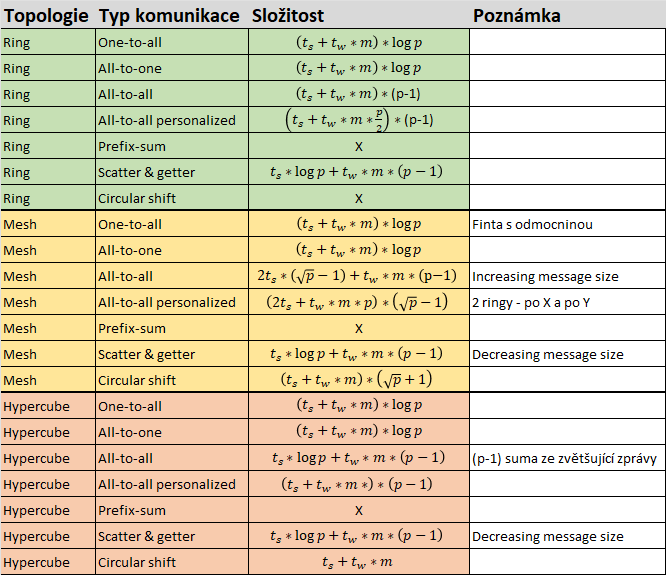 Topologie Typ komunikace Složitost Poznámka
Ring One-to-all (t_s + t_w * m) * log p
Ring All-to-one (t_s + t_w * m) * log p
Ring All-to-all (t_s + t_w * m) * (p-1)
Ring All-to-all personalized (t_s + t_w * m * p/2) * (p-1)
Ring Prefix-sum X
Ring Scatter & getter t_s * log p + t_w * m * (p − 1)
Ring Circular shift X
Mesh One-to-all (t_s + t_w * m) * log p Finta s odmocninou
Mesh All-to-one (t_s + t_w * m) * log p
Mesh All-to-all 2t_s * (√p − 1) + t_w * m * (p−1) Increasing message size
Mesh All-to-all personalized (2t_s + t_w * m * p) * (√p − 1) 2 ringy - po X a po Y
Mesh Prefix-sum X
Mesh Scatter & getter t_s * log p + t_w * m * (p − 1) Decreasing message size
Mesh Circular shift (t_s + t_w * m) * (√p + 1)
Hypercube One-to-all (t_s + t_w * m) * log p
Hypercube All-to-one (t_s + t_w * m) * log p
Hypercube All-to-all t_s * log p + t_w * m * (p − 1) (p-1) suma ze zvětšující zprávy
Hypercube All-to-all personalized (t_s + t_w * m *) * (p − 1)
Hypercube Prefix-sum X
Hypercube Scatter & getter t_s * log p + t_w * m * (p − 1) Decreasing message size
Hypercube Circular shift t_s + t_w * m